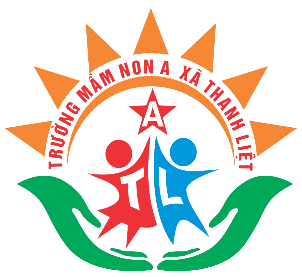 TRƯỜNG MẦM NON A XÃ THANH LIỆT
A
T L